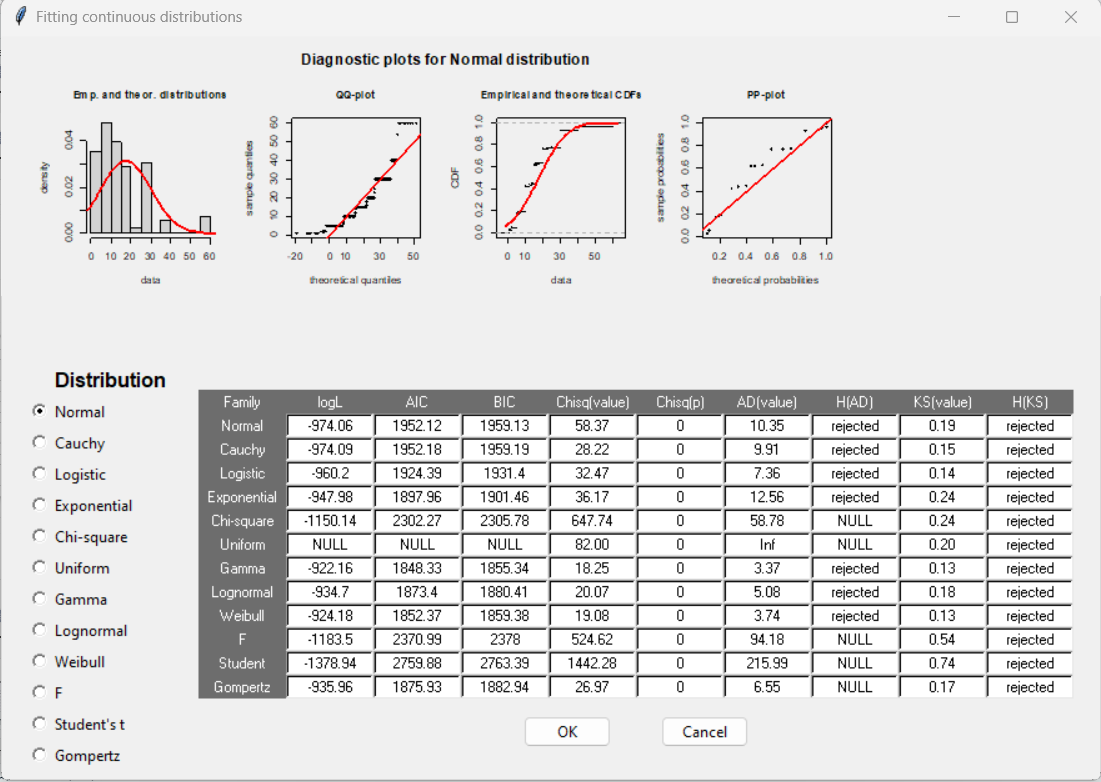 Fitting continuous distributions
Diagnostic plots for Normal distribution
Emp. and theor. distributions
QQ-plot
Empirical and theoretical CDFs
PP-plot
density
0.00 0.02 0.04
0 10 20 30 40 50 60
data
sample quantiles
0 10 20 30 40 50 60
-20 0 10 30 50
theoretical quantiles
CDF
0.0 0.2 0.4 0.6 0.8 1.0
0 10 30 50
data
sample probabilities
0.0 0.2 0.4 0.6 0.8 1.0
0.2 0.4 0.6 0.8 1.0
theoretical probabilities
Distribution
Normal
Cauchy
Logistic
Exponential
Chi-square
Uniform
Gamma
Lognormal
Weibull
F
Student's t
Gompertz
Family logL AIC BIC Chisq(value) Chisq(p) AD(value) H(AD) KS(value) H(KS)
Normal -974.06 1952.12 1959.13 58.37 0 10.35 rejected 0.19 rejected
Cauchy -974.09 1952.18 1959.19 28.22 0 9.91 rejected 0.15 rejected
Logistic -960.2 1924.39 1931.4 32.47 0 7.36 rejected 0.14 rejected
Exponential -947.98 1897.96 1901.46 36.17 0 12.56 rejected 0.24 rejected
Chi-square -1150.14 2302.27 2305.78 647.74 0 58.78 NULL 0.24 rejected
Uniform NULL NULL NULL 82.00 0 Inf NULL 0.20 rejected
Gamma -922.16 1848.33 1855.34 18.25 0 3.37 rejected 0.13 rejected
Lognormal -934.7 1873.4 1880.41 20.07 0 5.08 rejected 0.18 rejected
Weibull -924.18 1852.37 1859.38 19.08 0 3.74 rejected 0.13 rejected
F -1183.5 2370.99 2378 524.62 0 94.18 NULL 0.54 rejected
Student -1378.94 2759.88 2763.39 1442.28 0 215.99 NULL 0.74 rejected
Gompertz -935.96 1875.93 1882.94 26.97 0 6.55 NULL 0.17 rejected
OK
Cancel